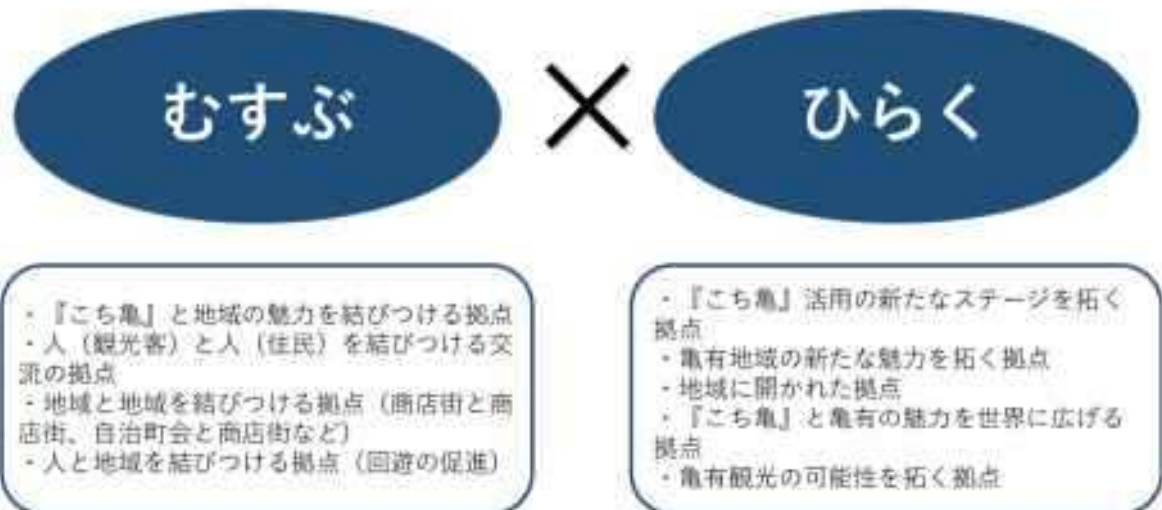 むすぶ
×
ひらく
・『こち亀』と地域の魅力を結びつける拠点
・人（観光客）と人（住民）を結びつける交
流の拠点
・地域と地域を結びつける拠点（商店街と商
店街、自治町会と商店街など）
・人と地域を結びつける拠点（回遊の促進）
・『こち亀』活用の新たなステージを拓く
拠点
・亀有地域の新たな魅力を拓く拠点
・地域に開かれた拠点
・『こち亀』と亀有の魅力を世界に広げる
拠点
・亀有観光の可能性を拓く拠点